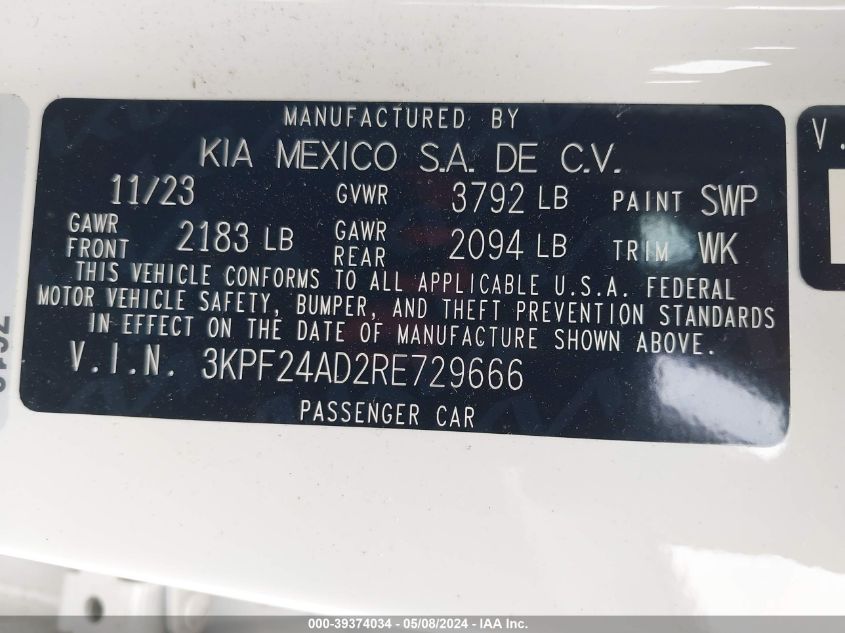 MANUFACTURED BY
KIA MEXICO S.A. DE C.V.
11/23 GVWR 3792 LB PAINT SWP
GAWR FRONT 2183 LB GAWR REAR 2094 LB TRIM WK
THIS VEHICLE CONFORMS TO ALL APPLICABLE U.S.A. FEDERAL
MOTOR VEHICLE SAFETY, BUMPER, AND THEFT PREVENTION STANDARDS
IN EFFECT ON THE DATE OF MANUFACTURE SHOWN ABOVE.
V.I.N. 3KPF24AD2RE729666
PASSENGER CAR
V.
000-39374034 - 05/08/2024 - IAA Inc.